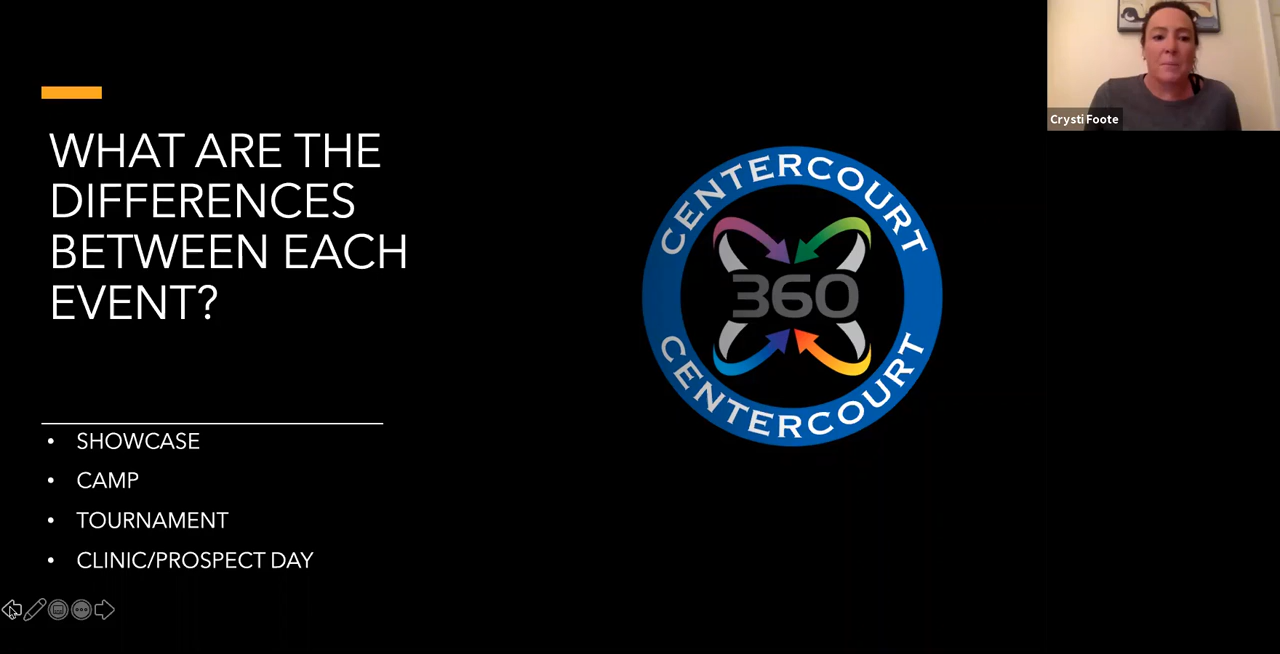 WHAT ARE THE
DIFFERENCES
BETWEEN EACH
EVENT?
• SHOWCASE
• CAMP
• TOURNAMENT
• CLINIC/PROSPECT DAY
CENTERCOURT
360
CENTERCOURT
Crysti Foote